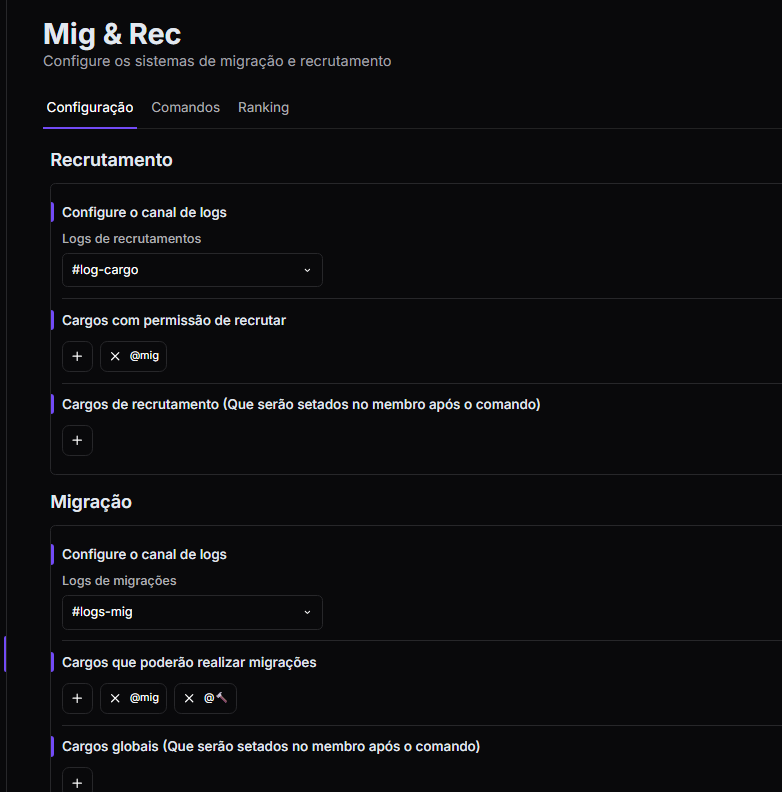 Mig & Rec
Configure os sistemas de migração e recrutamento
Configuração Comandos Ranking
Recrutamento
Configure o canal de logs
Logs de recrutamentos
#log-cargo
Cargos com permissão de recrutar
+ × @mig
Cargos de recrutamento (Que serão setados no membro após o comando)
+
Migração
Configure o canal de logs
Logs de migrações
#logs-mig
Cargos que poderão realizar migrações
+ × @mig × @🔨
Cargos globais (Que serão setados no membro após o comando)
+